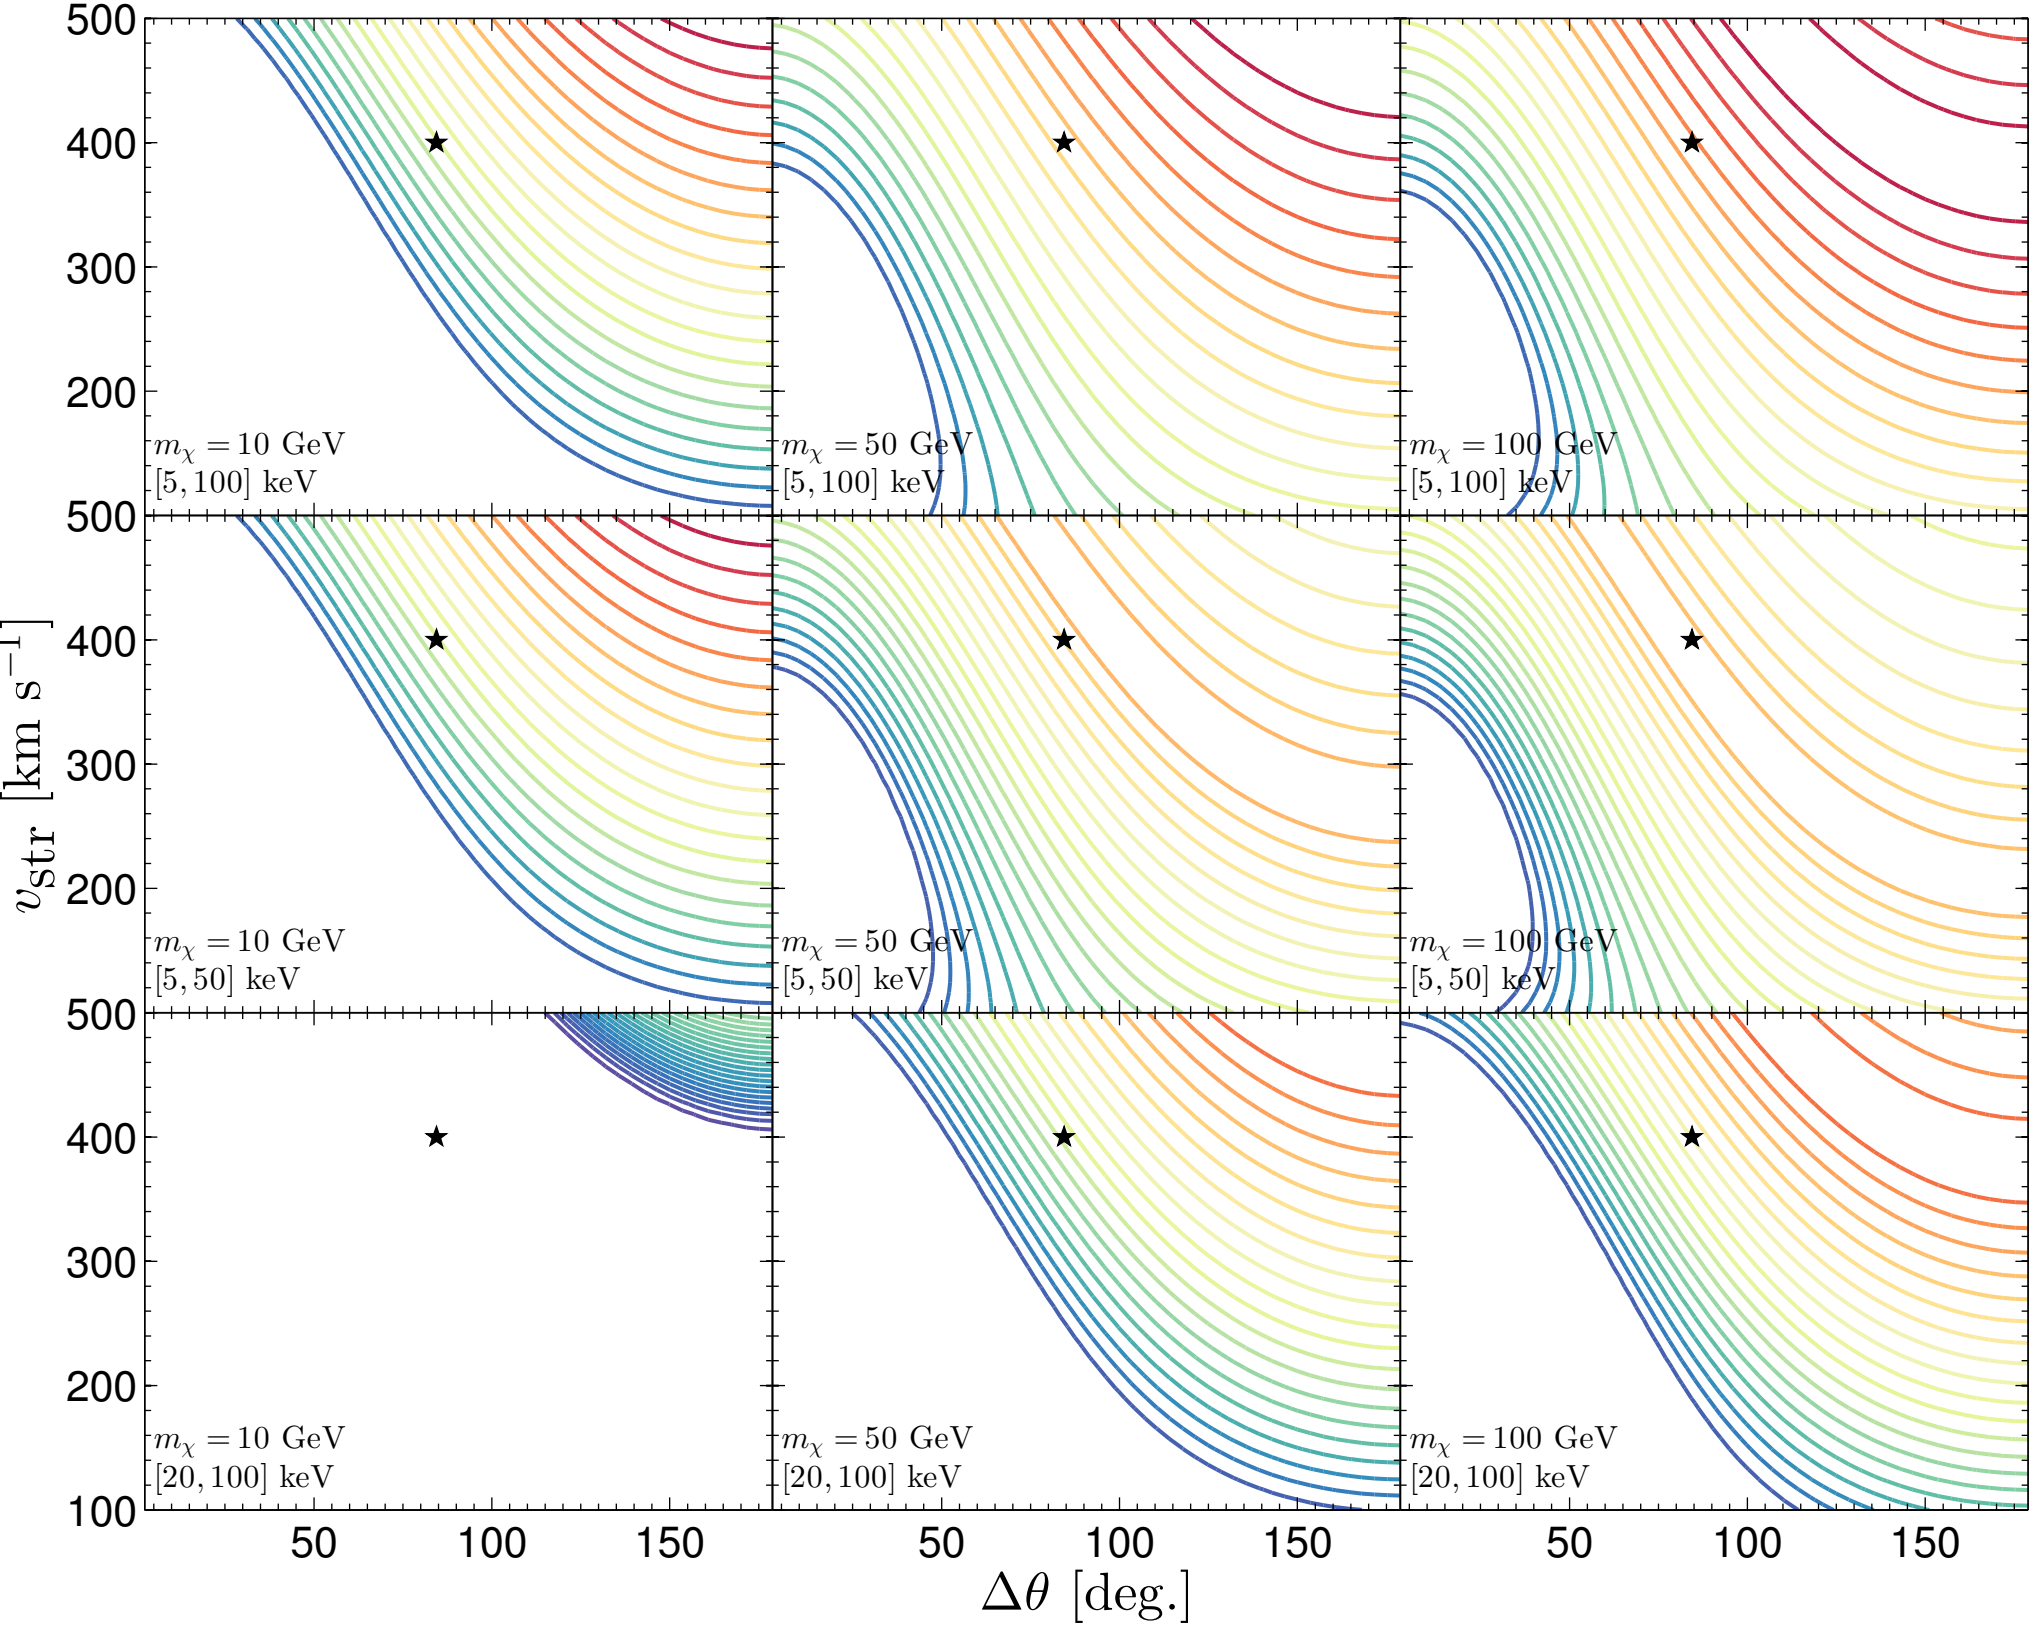 500
400
300
200
m_χ = 10 GeV
[5, 100] keV
m_χ = 50 GeV
[5, 100] keV
m_χ = 100 GeV
[5, 100] keV
500
400
300
200
m_χ = 10 GeV
[5, 50] keV
m_χ = 50 GeV
[5, 50] keV
m_χ = 100 GeV
[5, 50] keV
v_str [km s⁻¹]
500
400
300
200
100
m_χ = 10 GeV
[20, 100] keV
m_χ = 50 GeV
[20, 100] keV
m_χ = 100 GeV
[20, 100] keV
50 100 150 50 100 150 50 100 150
Δθ [deg.]